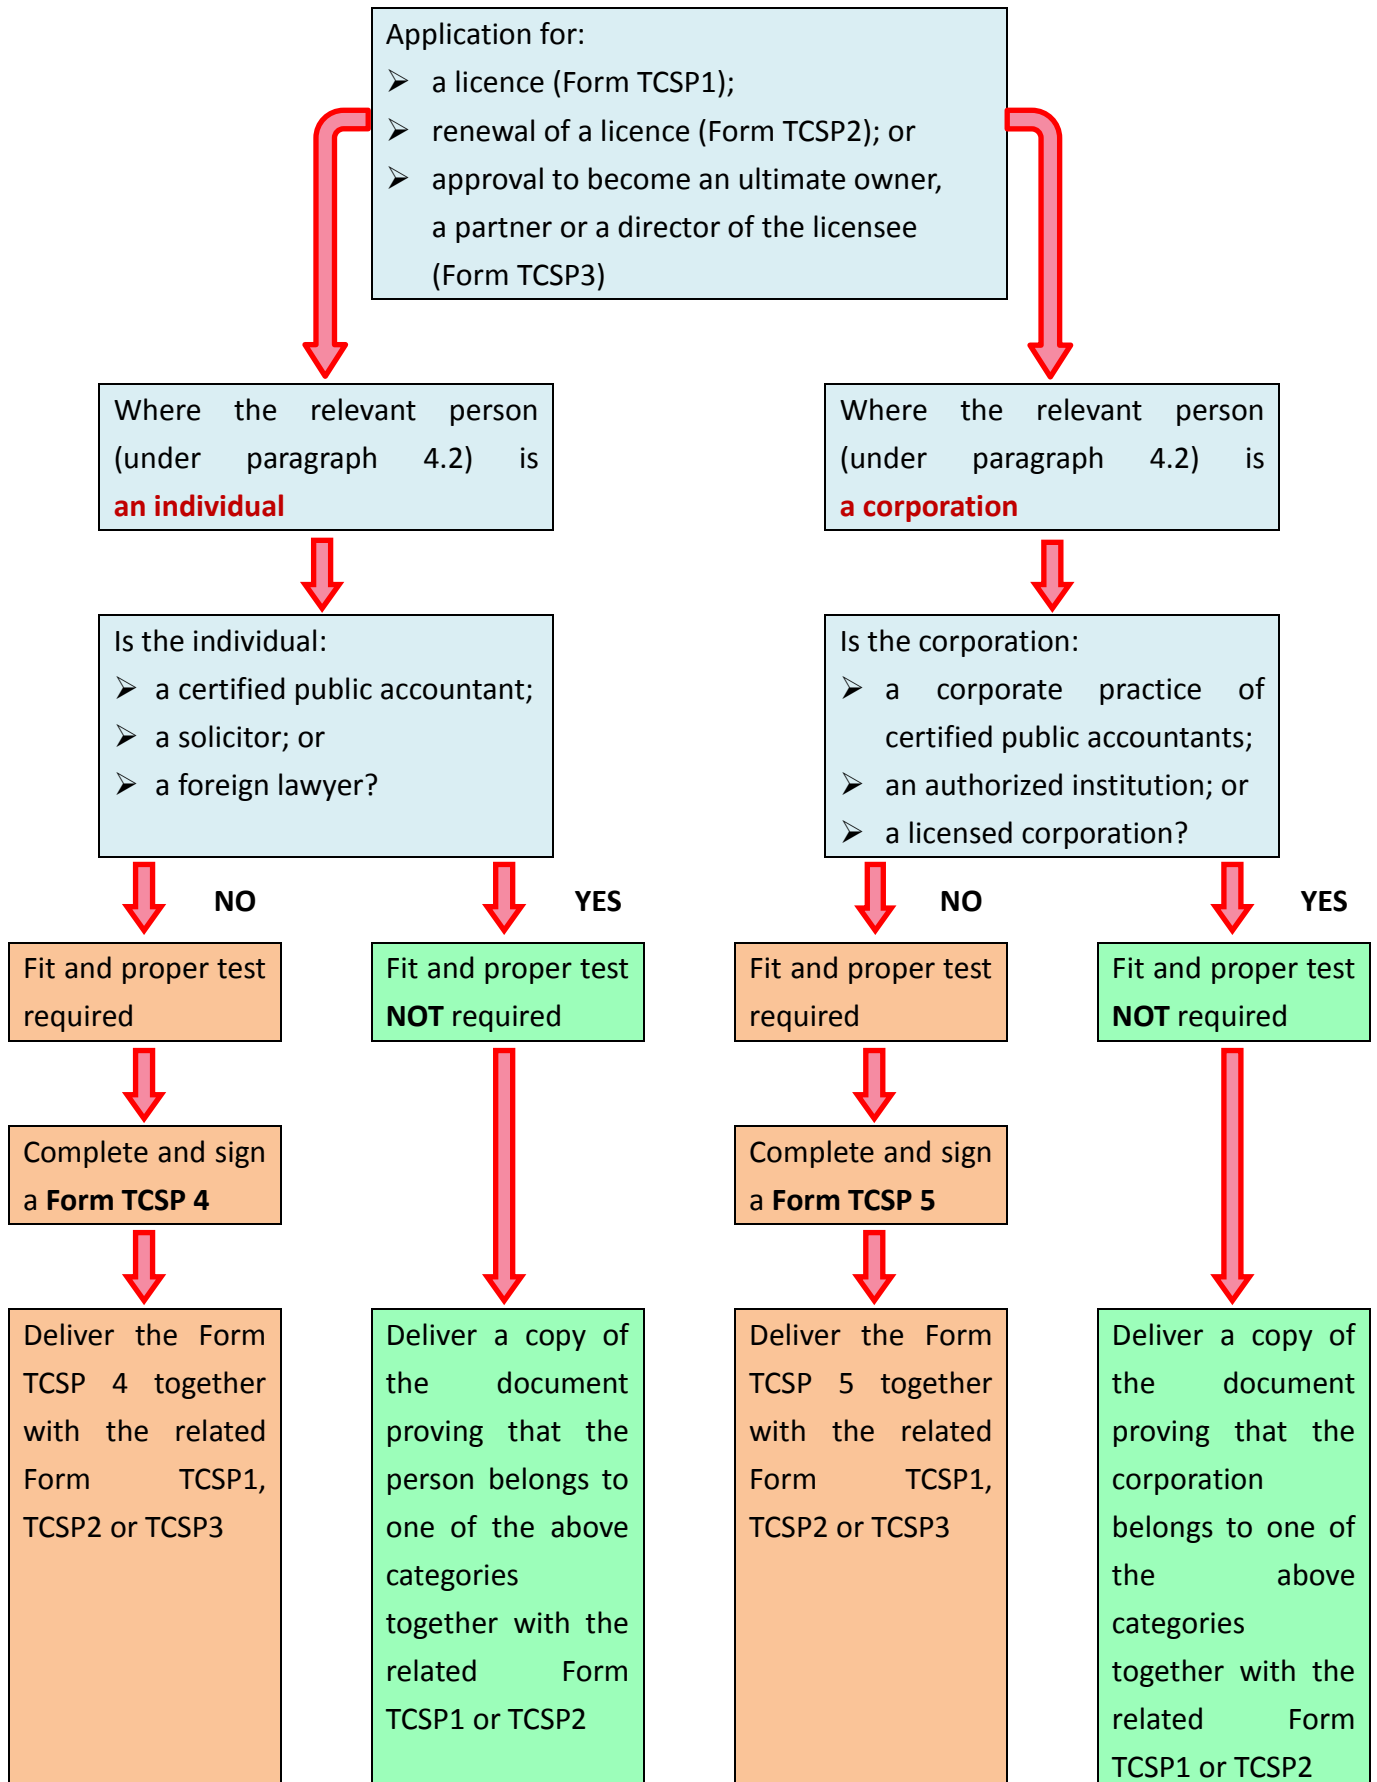 Application for:
➢ a licence (Form TCSP1);
➢ renewal of a licence (Form TCSP2); or
➢ approval to become an ultimate owner,
a partner or a director of the licensee
(Form TCSP3)
Where the relevant person
(under paragraph 4.2) is
an individual
Where the relevant person
(under paragraph 4.2) is
a corporation
Is the individual:
➢ a certified public accountant;
➢ a solicitor; or
➢ a foreign lawyer?
Is the corporation:
➢ a corporate practice of
certified public accountants;
➢ an authorized institution; or
➢ a licensed corporation?
NO
YES
NO
YES
Fit and proper test
required
Fit and proper test
NOT required
Fit and proper test
required
Fit and proper test
NOT required
Complete and sign
a Form TCSP 4
Complete and sign
a Form TCSP 5
Deliver the Form
TCSP 4 together
with the related
Form TCSP1,
TCSP2 or TCSP3
Deliver a copy of
the document
proving that the
person belongs to
one of the above
categories
together with the
related Form
TCSP1 or TCSP2
Deliver the Form
TCSP 5 together
with the related
Form TCSP1,
TCSP2 or TCSP3
Deliver a copy of
the document
proving that the
corporation
belongs to one of
the above
categories
together with the
related Form
TCSP1 or TCSP2